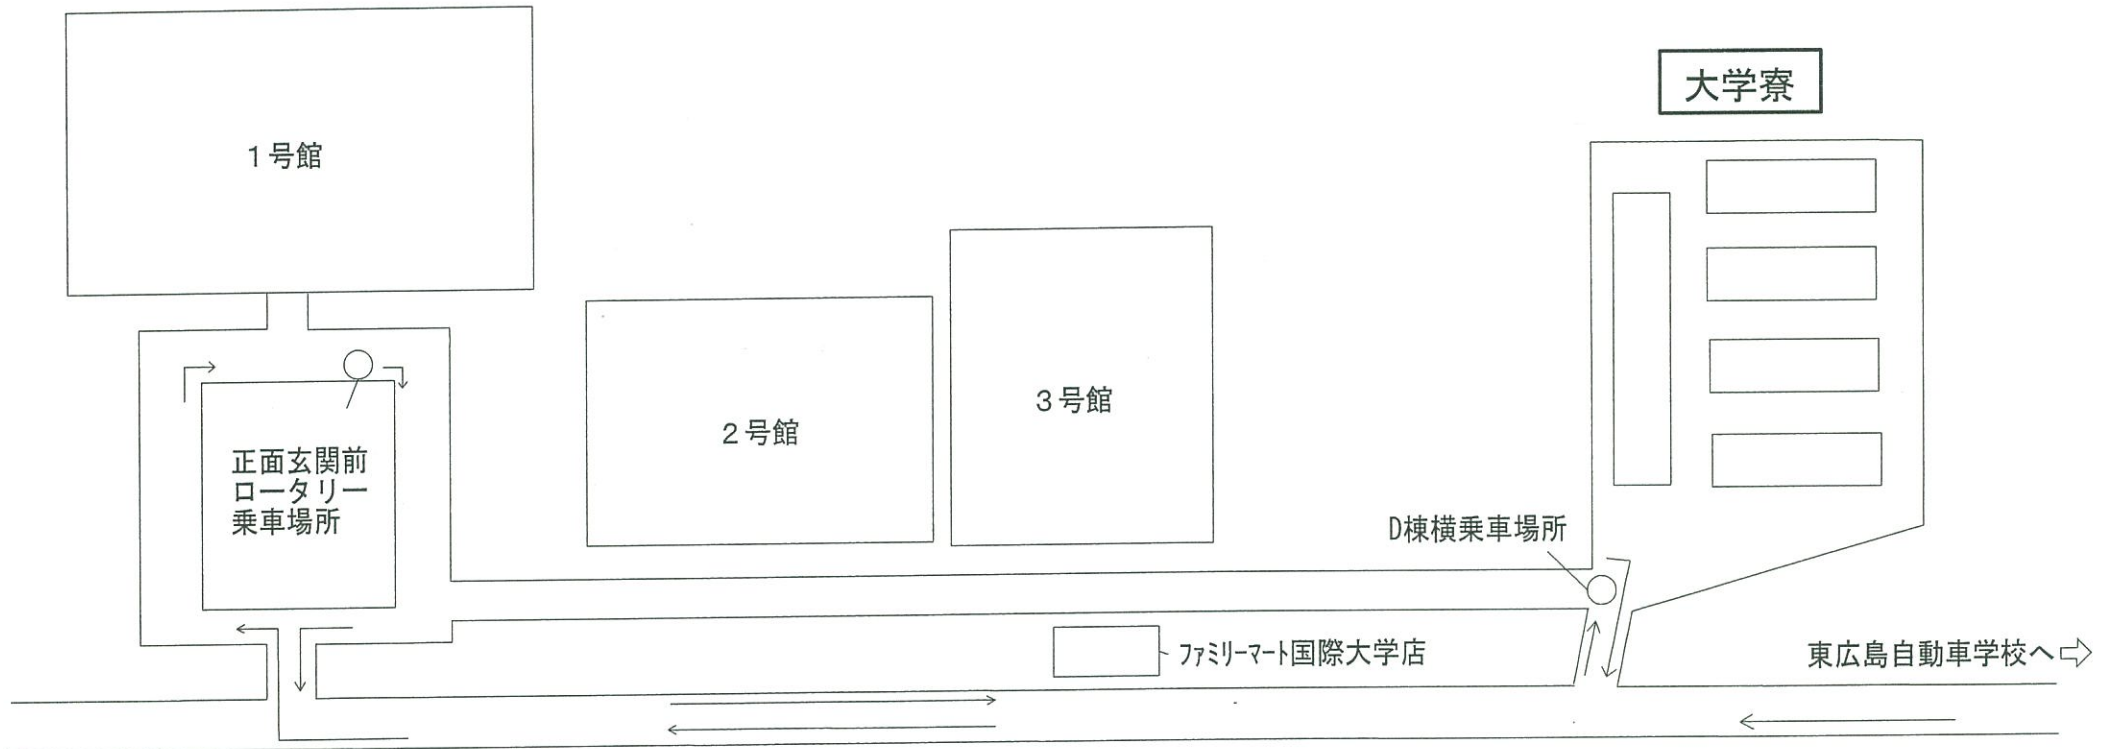 大学寮
1号館
2号館
3号館
正面玄関前
ロータリー
乗車場所
D棟横乗車場所
ファミリーマート国際大学店
東広島自動車学校へ⇨